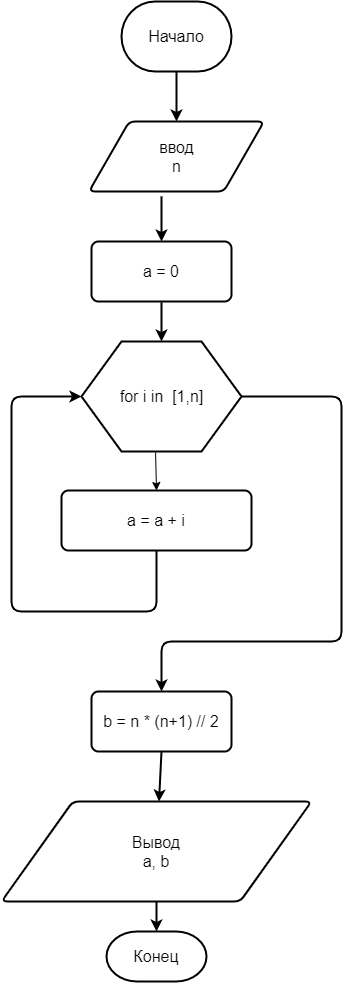 Начало
ввод
n
a = 0
for i in [1,n]
a = a + i
b = n * (n+1) // 2
Вывод
a, b
Конец